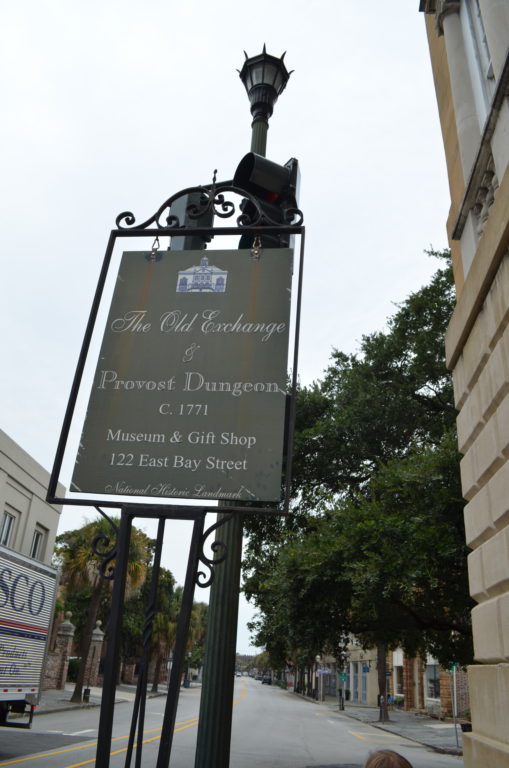 The Old Exchange
&
Provost Dungeon
C. 1771
Museum & Gift Shop
122 East Bay Street
National Historic Landmark
SCO